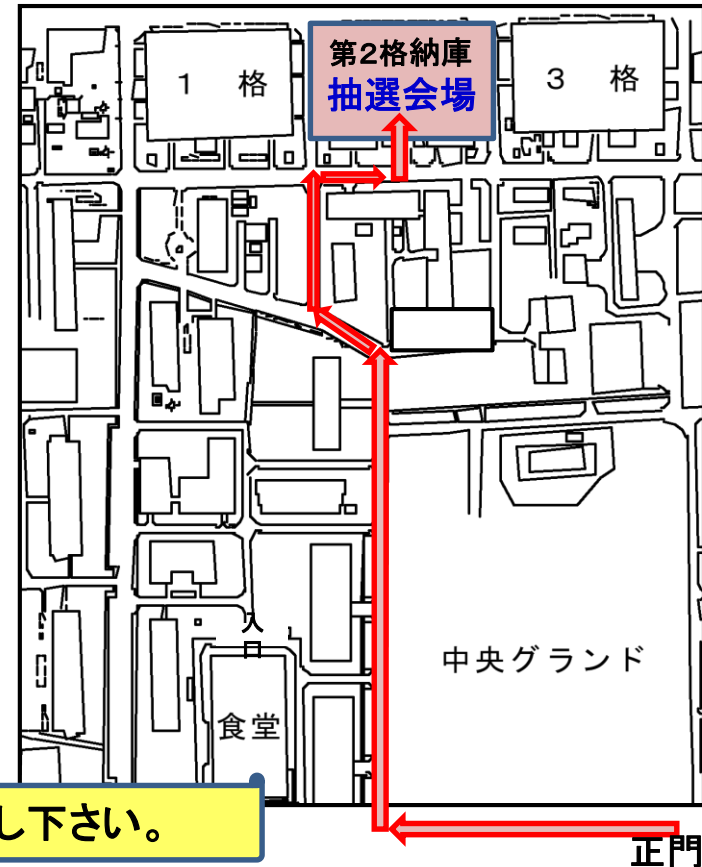 第2格納庫
抽選会場
1 格
3 格
中央グランド
入
食堂
し下さい。
正門